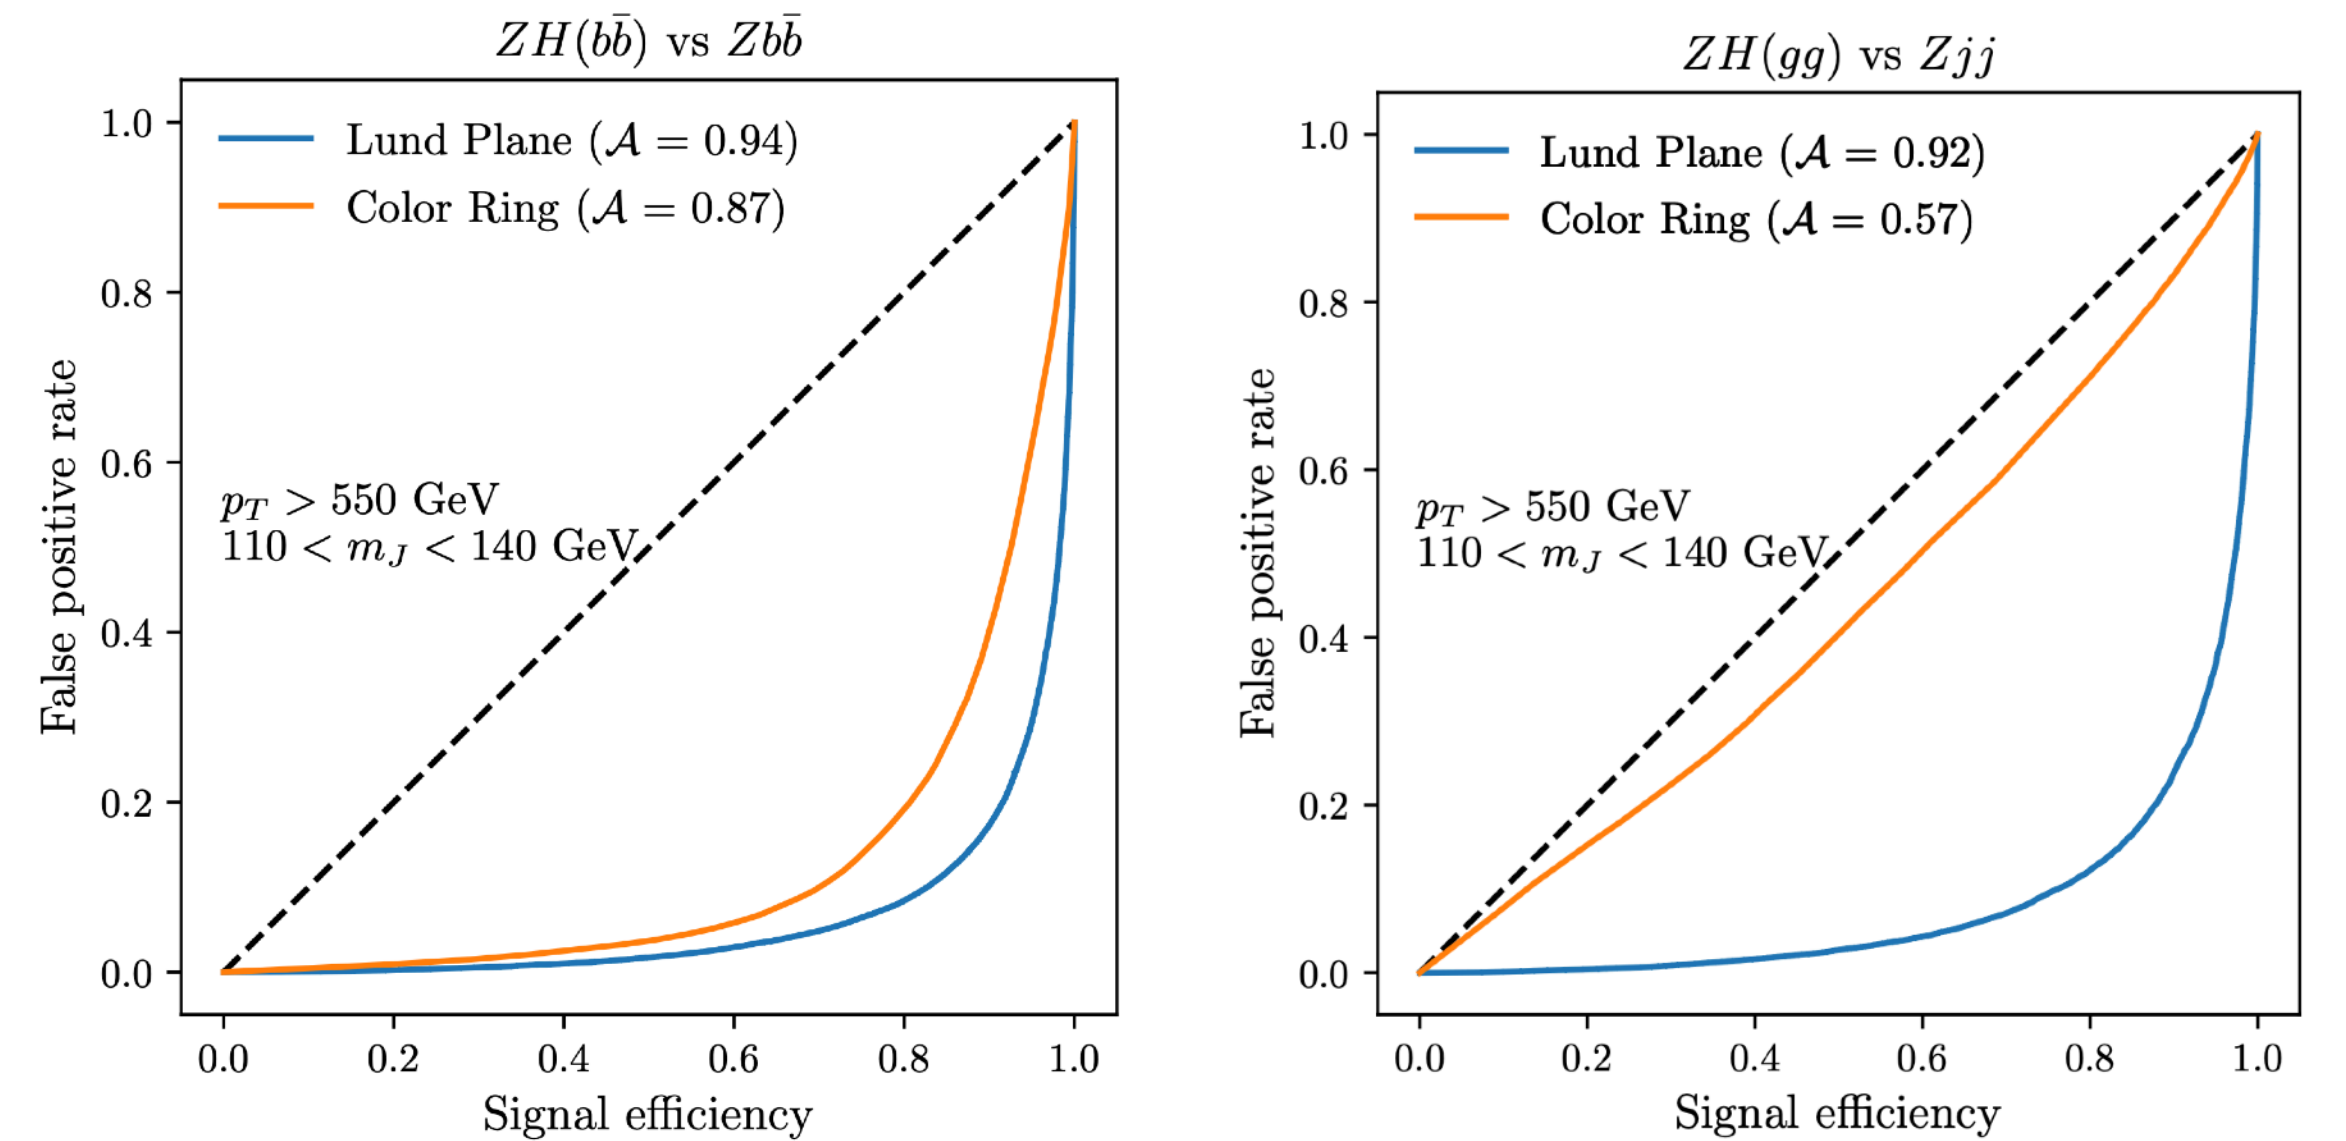 ZH(bb̄) vs Zbb̄
Lund Plane (𝒜 = 0.94)
Color Ring (𝒜 = 0.87)
p_T > 550 GeV
110 < m_J < 140 GeV
False positive rate
1.0
0.8
0.6
0.4
0.2
0.0
0.0 0.2 0.4 0.6 0.8 1.0
Signal efficiency
ZH(gg) vs Zjj
Lund Plane (𝒜 = 0.92)
Color Ring (𝒜 = 0.57)
p_T > 550 GeV
110 < m_J < 140 GeV
False positive rate
1.0
0.8
0.6
0.4
0.2
0.0
0.0 0.2 0.4 0.6 0.8 1.0
Signal efficiency